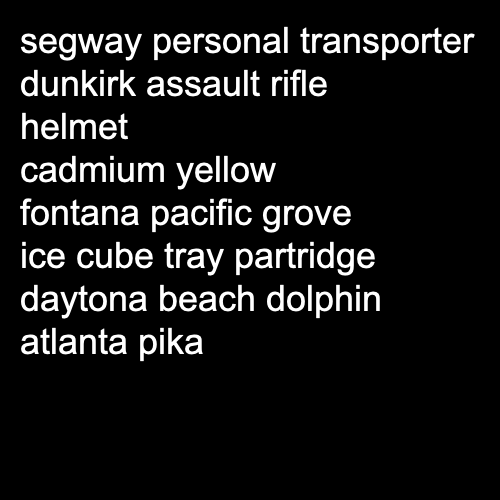 segway personal transporter
dunkirk assault rifle
helmet
cadmium yellow
fontana pacific grove
ice cube tray partridge
daytona beach dolphin
atlanta pika